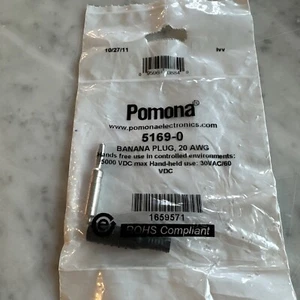 10/27/11 lvv
Pomona®
www.pomonaelectronics.com
5169-0
BANANA PLUG, 20 AWG
Hands free use in controlled environments:
5000 VDC max Hand-held use: 30VAC/60
VDC
1659571
ROHS Compliant